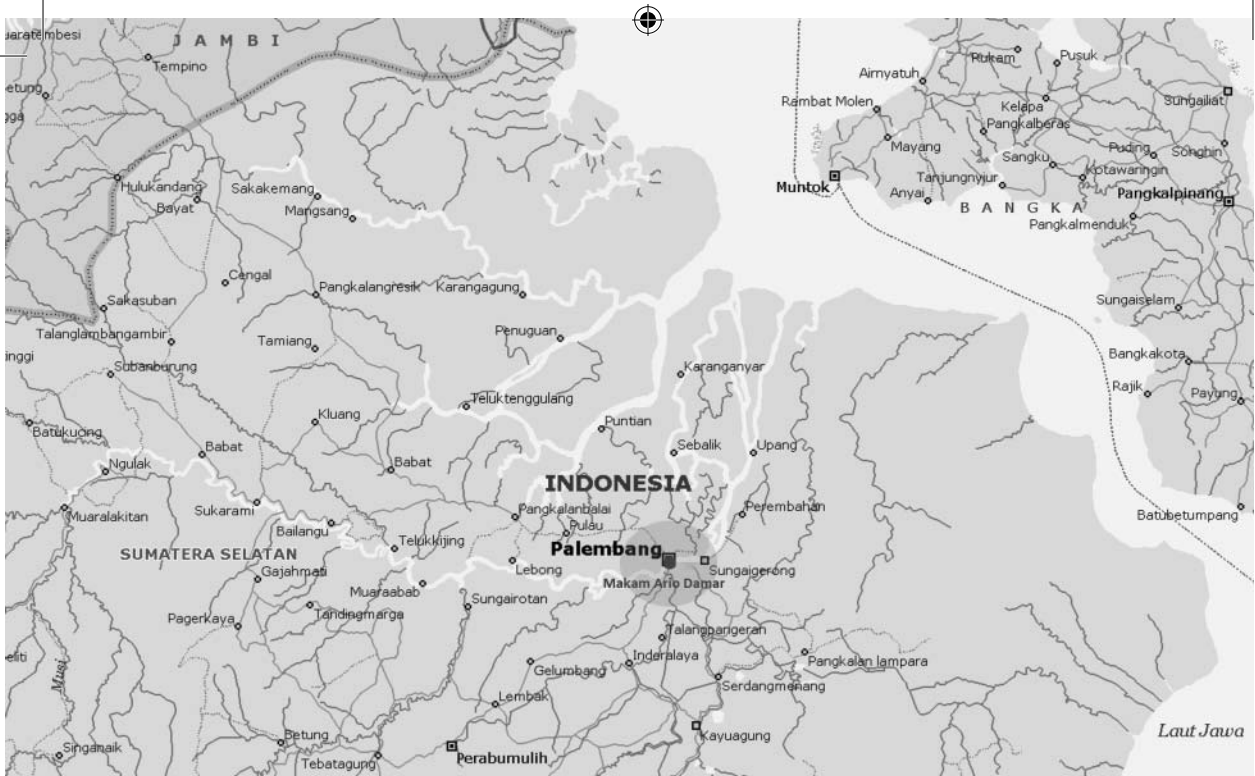 JAMBI
Tempino
Pukam
Pusuk
Airnyatuh
Rambat Molen
Kelapa
Sungailiat
Pangkalberas
Mayang
Sangku
Puding
Songhin
Hulukandang
Sakakemang
Muntok
Tanjungnyiur
Kotawaringin
Bayat
Mangsang
Anyai
BANGKA
Pangkalpinang
Pangkalmenduk
Cengal
Pangkalangresik
Karangagung
Sakasuban
Sungaiselam
Talanglambangambir
Tamiang
Penuguan
Subanburung
Karanganyar
Bangkakota
Rajik
Payung
Kluang
Teluktenggulang
Puntian
Batukucing
Babat
Babat
Sebalik
Upang
Ngulak
INDONESIA
Muaralakitan
Sukarami
Bailangu
Pangkalanbalai
Pulau
Perembahan
Batubetumpang
SUMATERA SELATAN
Telukkijing
Palembang
Gajahmati
Lebong
Sungaigerong
Muaraabab
Makam Ario Damar
Pagerkaya
Tandingmarga
Sungairotan
Talangpangeran
Musi
Gelumbang
Inderalaya
Pangkalan lampara
Serdangmenang
Lembak
Singanaik
Betung
Tebatagung
Perabumulih
Kayuagung
Laut Jawa